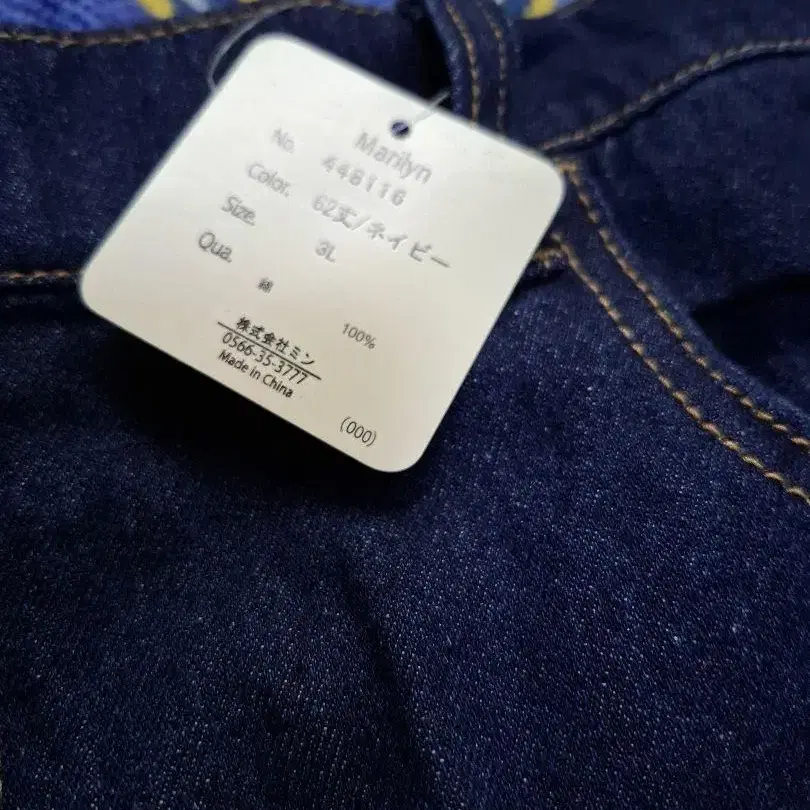 Marilyn
No. 448116
Color. 62丈/ネイビー
Size. 3L
Qua. 綿 100%
株式会社ミン
0566-35-3777
Made in China
(000)